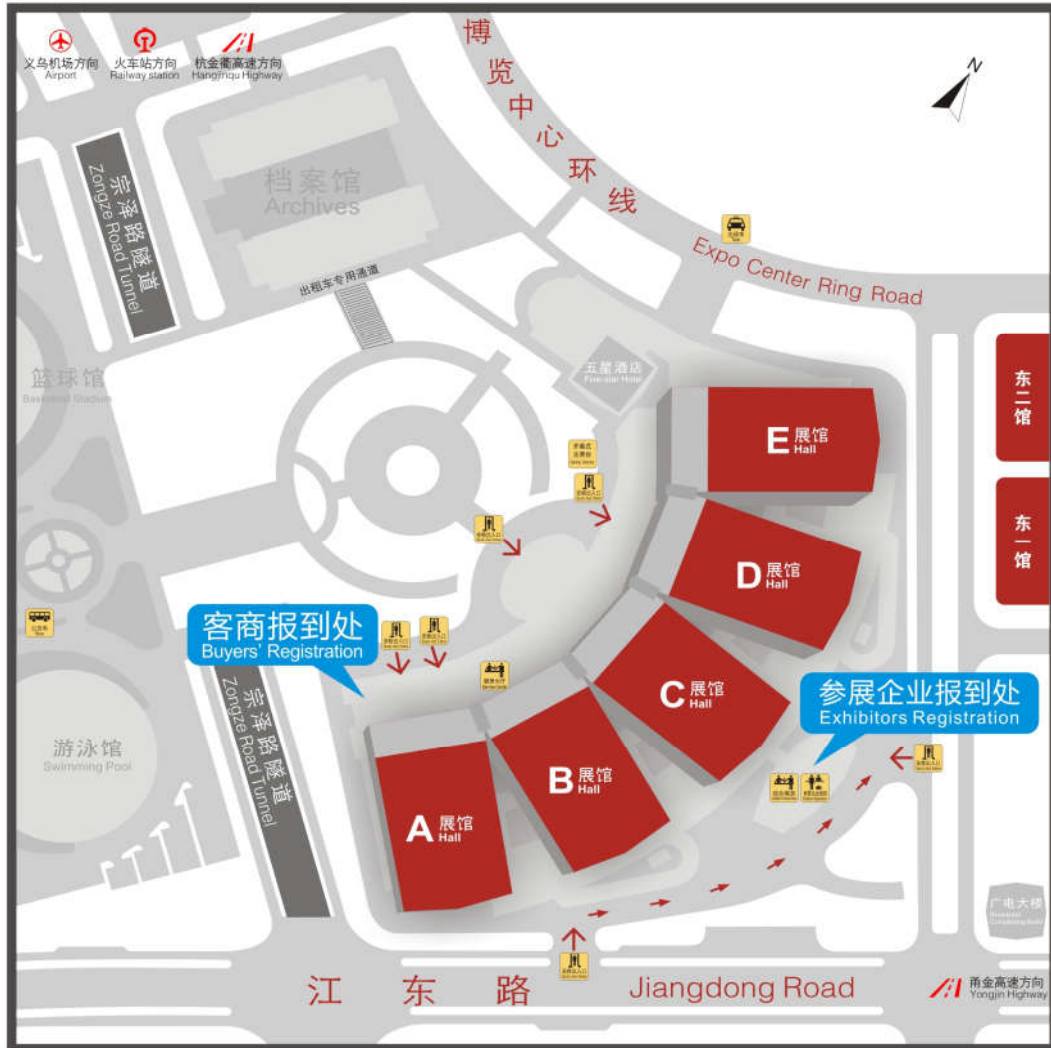 义乌机场方向
Airport
火车站方向
Railway station
杭金衢高速方向
Hangjinqu Highway
博览中心环线
Expo Center Ring Road
N
宗泽路隧道
Zongze Road Tunnel
档案馆
Archives
出租车专用通道
篮球馆
五星酒店
Five-star Hotel
东二馆
东一馆
E 展馆
Hall
D 展馆
Hall
C 展馆
Hall
B 展馆
Hall
A 展馆
Hall
客商报到处
Buyers' Registration
参展企业报到处
Exhibitors Registration
宗泽路隧道
Zongze Road Tunnel
游泳馆
Swimming Pool
广电大楼
江东路
Jiangdong Road
甬金高速方向
Yongjin Highway